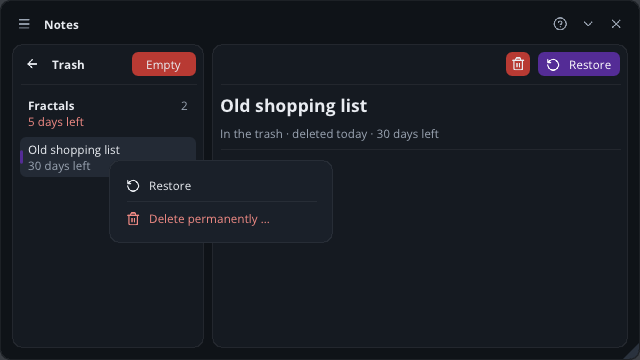 Notes
Trash
Empty
Restore
Fractals 2
5 days left
Old shopping list
30 days left
Old shopping list
In the trash · deleted today · 30 days left
Restore
Delete permanently ...